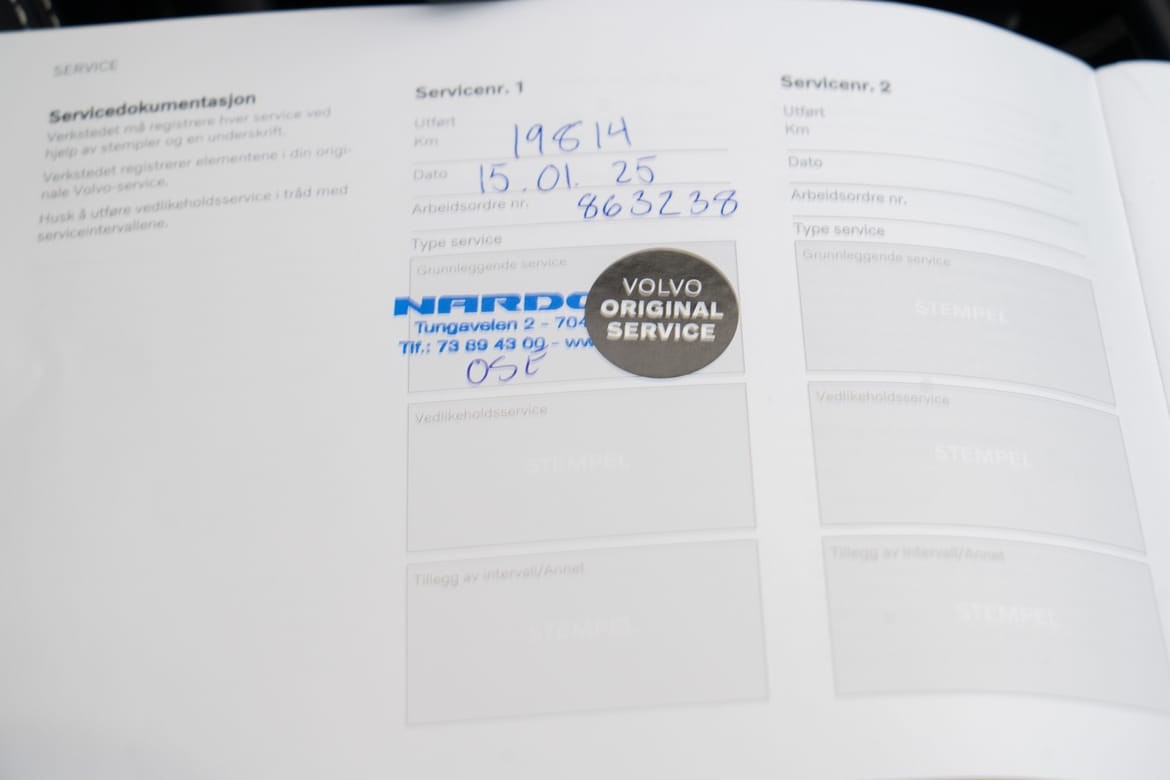 SERVICE
Servicedokumentasjon
Verkstedet må registrere hver service ved
hjelp av stempler og en underskrift.
Verkstedet registrerer elementene i din origi-
nale Volvo-service.
Husk å utføre vedlikeholdsservice i tråd med
serviceintervallene.
Servicenr. 1
Utført
Km 19814
Dato 15.01. 25
Arbeidsordre nr. 863238
Type service
Grunnleggende service
NARDO
Tungaveien 2 - 704
Tlf.: 73 89 43 00 - ww
OSE
VOLVO
ORIGINAL
SERVICE
Vedlikeholdsservice
STEMPEL
Tillegg av intervall/Annet
STEMPEL
Servicenr. 2
Utført
Km
Dato
Arbeidsordre nr.
Type service
Grunnleggende service
STEMPEL
Vedlikeholdsservice
STEMPEL
Tillegg av intervall/Annet
STEMPEL